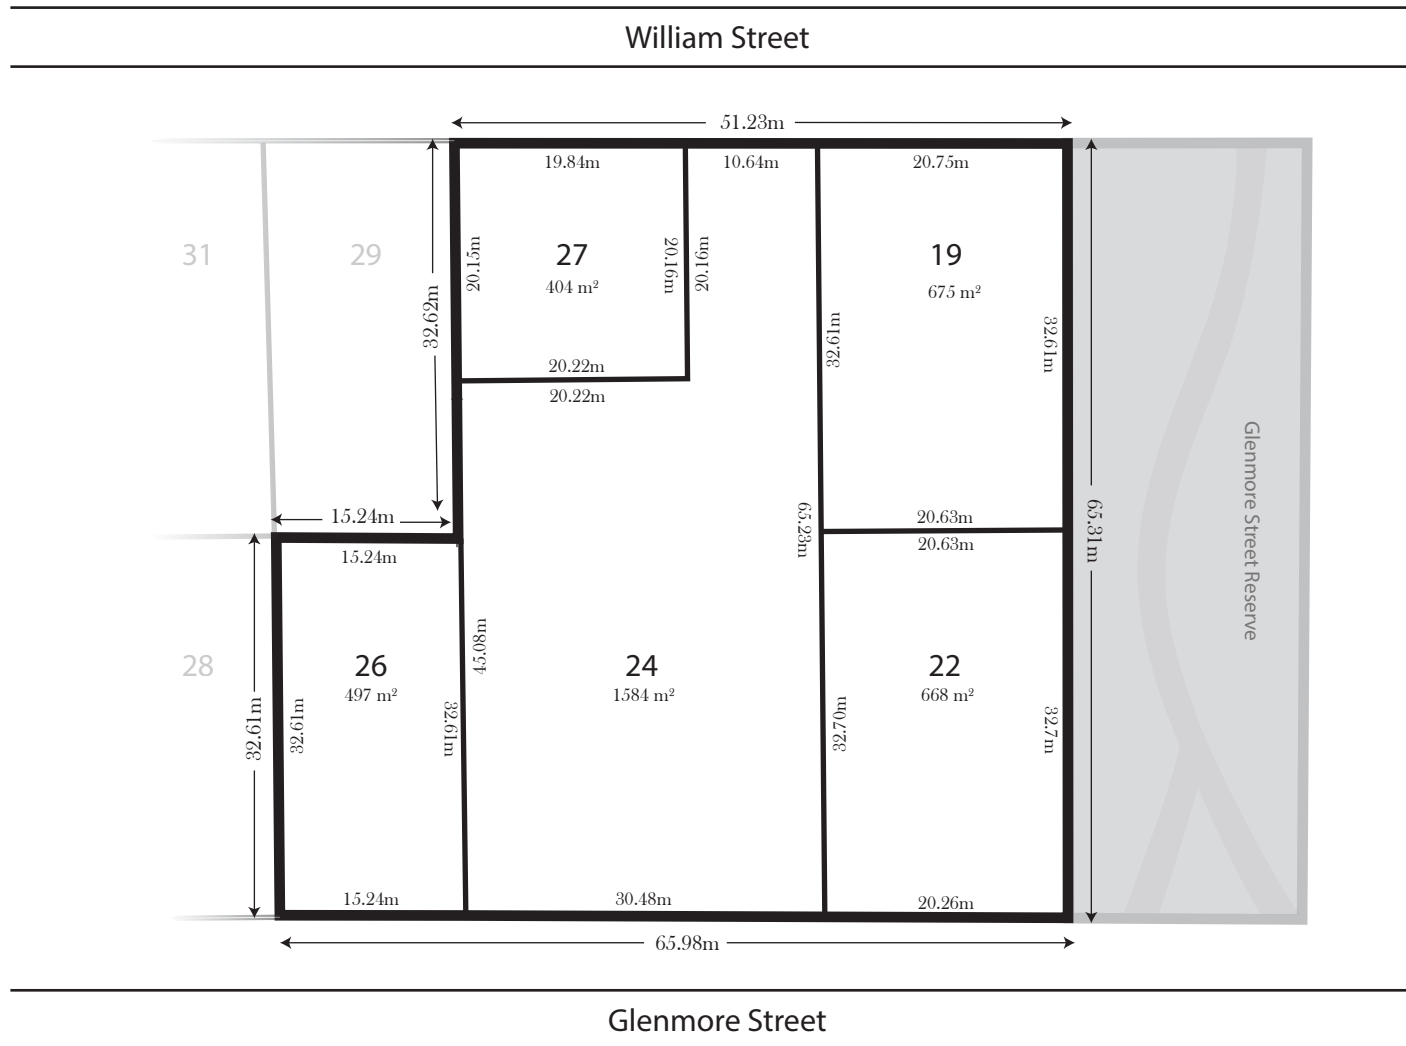 William Street
51.23m
19.84m
10.64m
20.75m
31
29
27
404 m²
19
675 m²
20.15m
20.16m
20.16m
32.62m
32.61m
32.61m
20.22m
20.22m
Glenmore Street Reserve
15.24m
15.24m
65.23m
20.63m
20.63m
65.31m
28
26
497 m²
45.08m
24
1584 m²
22
668 m²
32.61m
32.61m
32.61m
32.70m
32.7m
15.24m
30.48m
20.26m
65.98m
Glenmore Street